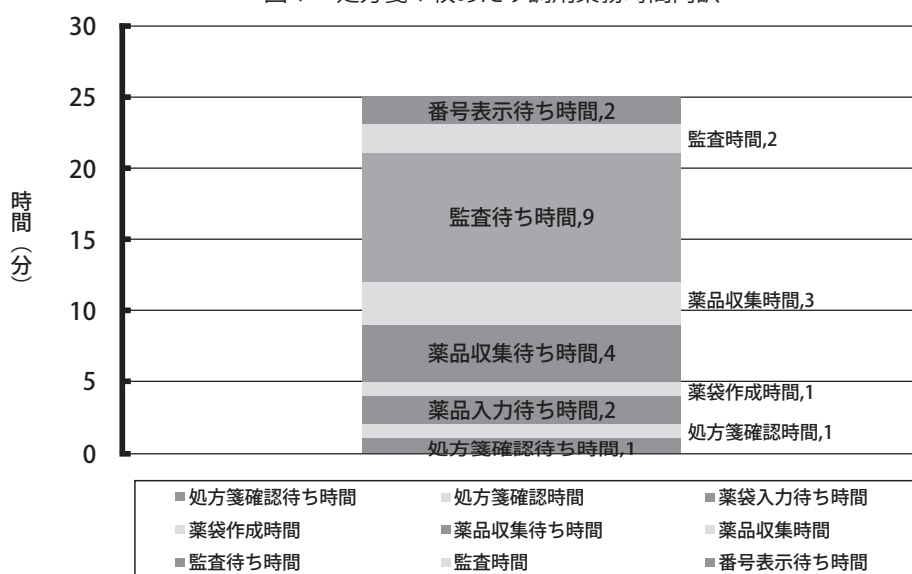 30
25
20
15
10
5
0
時間（分）
番号表示待ち時間,2
監査時間,2
監査待ち時間,9
薬品収集時間,3
薬品収集待ち時間,4
薬袋作成時間,1
薬品入力待ち時間,2
処方箋確認時間,1
処方箋確認待ち時間,1
処方箋確認待ち時間 処方箋確認時間 薬袋入力待ち時間
薬袋作成時間 薬品収集待ち時間 薬品収集時間
監査待ち時間 監査時間 番号表示待ち時間